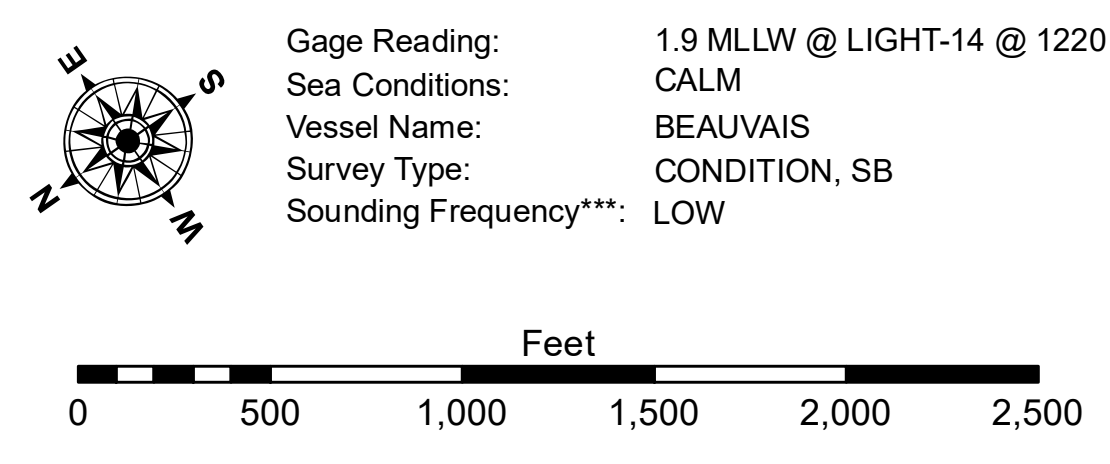 E
S
N
W
Gage Reading: 1.9 MLLW @ LIGHT-14 @ 1220
Sea Conditions: CALM
Vessel Name: BEAUVAIS
Survey Type: CONDITION, SB
Sounding Frequency***: LOW
Feet
0 500 1,000 1,500 2,000 2,500